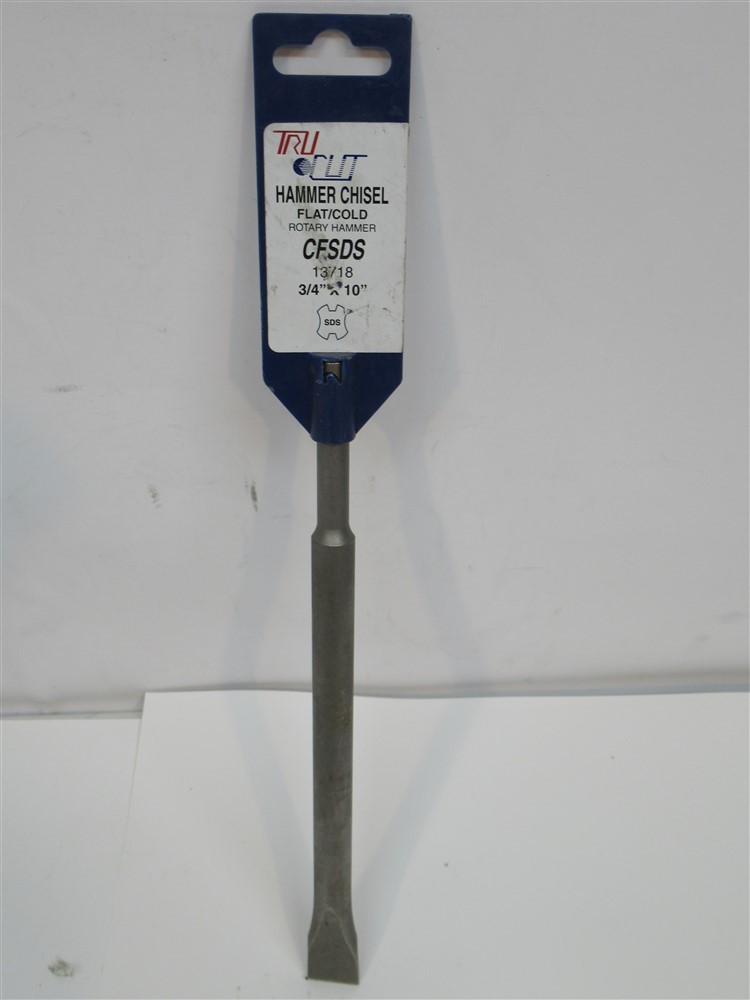 TRU
CUT
HAMMER CHISEL
FLAT/COLD
ROTARY HAMMER
CFSDS
13718
3/4" X 10"
SDS